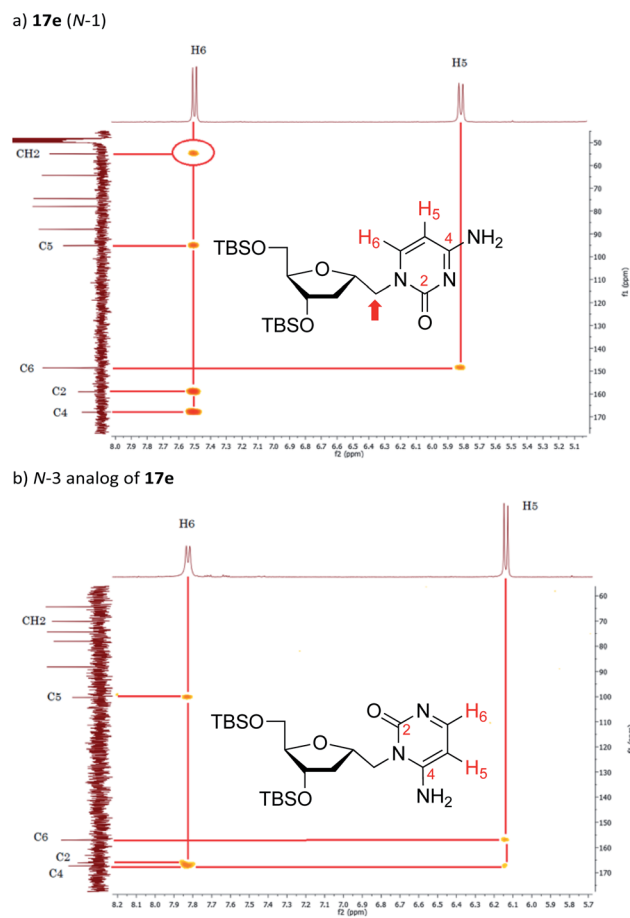 a) 17e (N-1)
H6
H5
CH2
C5
C6
C2
C4
50
60
70
80
90
100
110
120
130
140
150
160
170
f1 (ppm)
H5
H6
4
NH2
TBSO
O
N
2
N
TBSO
O
8.0 7.9 7.8 7.7 7.6 7.5 7.4 7.3 7.2 7.1 7.0 6.9 6.8 6.7 6.6 6.5 6.4 6.3 6.2 6.1 6.0 5.9 5.8 5.7 5.6 5.5 5.4 5.3 5.2 5.1
f2 (ppm)
b) N-3 analog of 17e
H6
H5
CH2
C5
C6
C2
C4
60
70
80
90
100
110
120
130
140
150
160
170
f1 (ppm)
O
N
H6
2
TBSO
O
N
H5
4
TBSO
NH2
8.2 8.1 8.0 7.9 7.8 7.7 7.6 7.5 7.4 7.3 7.2 7.1 7.0 6.9 6.8 6.7 6.6 6.5 6.4 6.3 6.2 6.1 6.0 5.9 5.8 5.7
f2 (ppm)